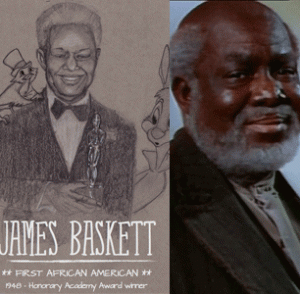 JAMES BASKETT
** FIRST AFRICAN AMERICAN **
1948 - Honorary Academy Award winner